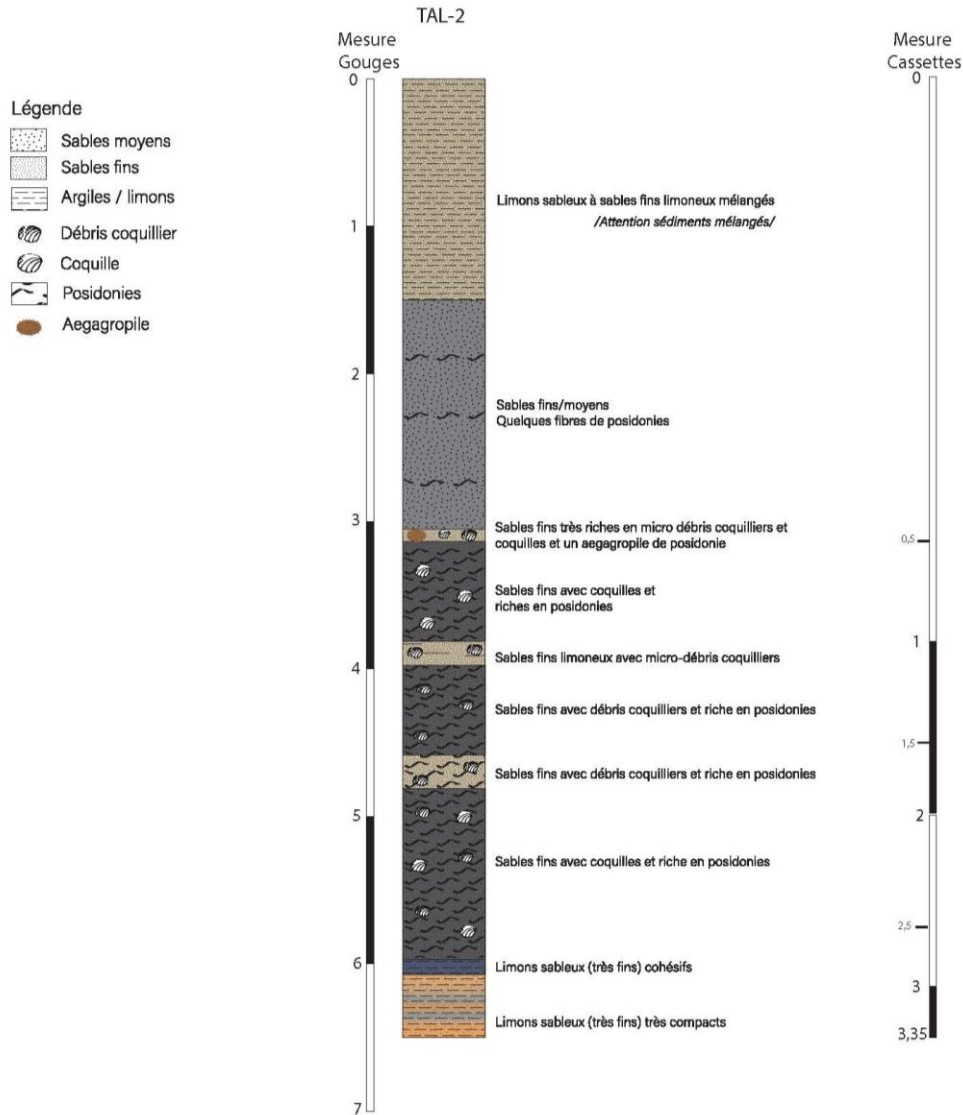 TAL-2
Mesure
Gouges
Mesure
Cassettes
Légende
Sables moyens
Sables fins
Argiles / limons
Débris coquillier
Coquille
Posidonies
Aegagropile
0
1
2
3
4
5
6
7
Limons sableux à sables fins limoneux mélangés
/Attention sédiments mélangés/
Sables fins/moyens
Quelques fibres de posidonies
Sables fins très riches en micro débris coquilliers et
coquilles et un aegagropile de posidonie
Sables fins avec coquilles et
riches en posidonies
Sables fins limoneux avec micro-débris coquilliers
Sables fins avec débris coquilliers et riche en posidonies
Sables fins avec débris coquilliers et riche en posidonies
Sables fins avec coquilles et riche en posidonies
Limons sableux (très fins) cohésifs
Limons sableux (très fins) très compacts
0
0,5
1
1,5
2
2,5
3
3,35